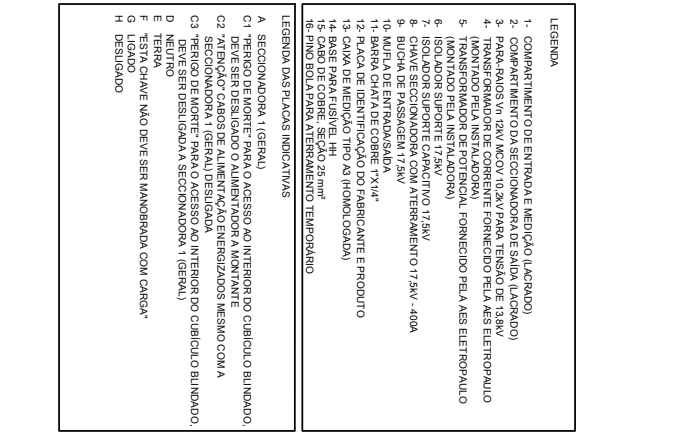 LEGENDA
1- COMPARTIMENTO DE ENTRADA E MEDIÇÃO (LACRADO)
2- COMPARTIMENTO DA SECCIONADORA DE SAÍDA (LACRADO)
3- PARA-RAIOS Vn 12kV MCOV 10,2kV PARA TENSÃO DE 13,8kV
4- TRANSFORMADOR DE CORRENTE FORNECIDO PELA AES ELETROPAULO
(MONTADO PELA INSTALADORA)
5- TRANSFORMADOR DE POTENCIAL FORNECIDO PELA AES ELETROPAULO
(MONTADO PELA INSTALADORA)
6- ISOLADOR SUPORTE 17,5kV
7- ISOLADOR SUPORTE CAPACITIVO 17,5kV
8- CHAVE SECCIONADORA COM ATERRAMENTO 17,5kV - 400A
9- BUCHA DE PASSAGEM 17,5kV
10- MUFLA DE ENTRADA/SAÍDA
11- BARRA CHATA DE COBRE 1"X1/4"
12- PLACA DE IDENTIFICAÇÃO DO FABRICANTE E PRODUTO
13- CAIXA DE MEDIÇÃO TIPO A3 (HOMOLOGADA)
14- BASE PARA FUSÍVEL HH
15- CABO DE COBRE, SEÇÃO 25 mm²
16- PINO BOLA PARA ATERRAMENTO TEMPORÁRIO
LEGENDA DAS PLACAS INDICATIVAS
A SECCIONADORA 1 (GERAL)
C1 "PERIGO DE MORTE" PARA O ACESSO AO INTERIOR DO CUBÍCULO BLINDADO,
DEVE SER DESLIGADO O ALIMENTADOR A MONTANTE
C2 "ATENÇÃO" CABOS DE ALIMENTAÇÃO ENERGIZADOS MESMO COM A
SECCIONADORA 1 (GERAL) DESLIGADA
C3 "PERIGO DE MORTE" PARA O ACESSO AO INTERIOR DO CUBÍCULO BLINDADO,
DEVE SER DESLIGADA A SECCIONADORA 1 (GERAL)
D NEUTRO
E TERRA
F "ESTA CHAVE NÃO DEVE SER MANOBRADA COM CARGA"
G LIGADO
H DESLIGADO